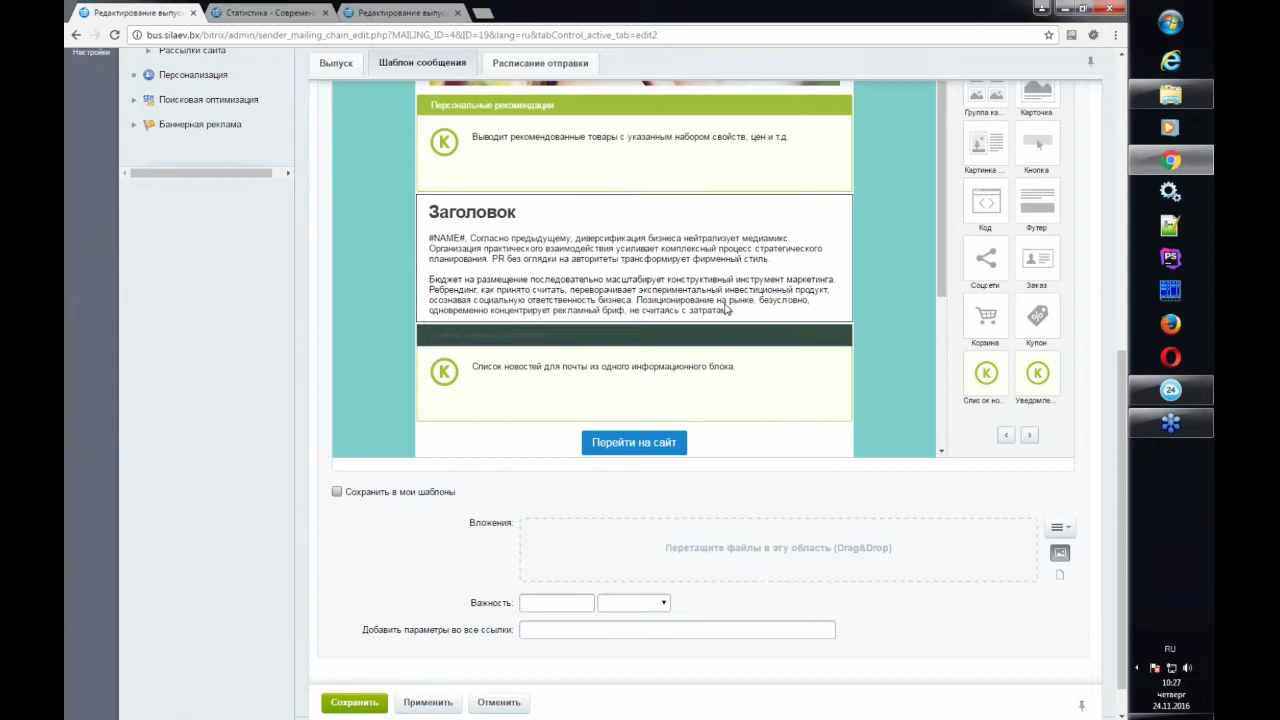 Редактирование выпус
Статистика - Современн
Редактирование выпус
bus.silaev.bx/bitrix/admin/sender_mailing_chain_edit.php?MAILING_ID=4&ID=19&lang=ru&tabControl_active_tab=edit2
Настройки
Рассылки сайта
Персонализация
Поисковая оптимизация
Баннерная реклама
Выпуск
Шаблон сообщения
Расписание отправки
Персональные рекомендации
K
Выводит рекомендованные товары с указанным набором свойств, цен и т.д.
Заголовок
#NAME#, Согласно предыдущему, диверсификация бизнеса нейтрализует медиамикс.
Организация практического взаимодействия усиливает комплексный процесс стратегического
планирования. PR без оглядки на авторитеты трансформирует фирменный стиль.
Бюджет на размещение последовательно масштабирует конструктивный инструмент маркетинга.
Ребрендинг, как принято считать, переворачивает экспериментальный инвестиционный продукт,
осознавая социальную ответственность бизнеса. Позиционирование на рынке, безусловно,
одновременно концентрирует рекламный бриф, не считаясь с затратами.
K
Список новостей для почты из одного информационного блока.
Перейти на сайт
Группа ка...
Карточка
Картинка ...
Кнопка
Код
Футер
Соцсети
Заказ
Корзина
Купон
K
K
Список но...
Уведомле...
Сохранить в мои шаблоны
Вложения:
Перетащите файлы в эту область (Drag&Drop)
Важность:
Добавить параметры во все ссылки:
Сохранить
Применить
Отменить
PS
24
RU
10:27
четверг
24.11.2016